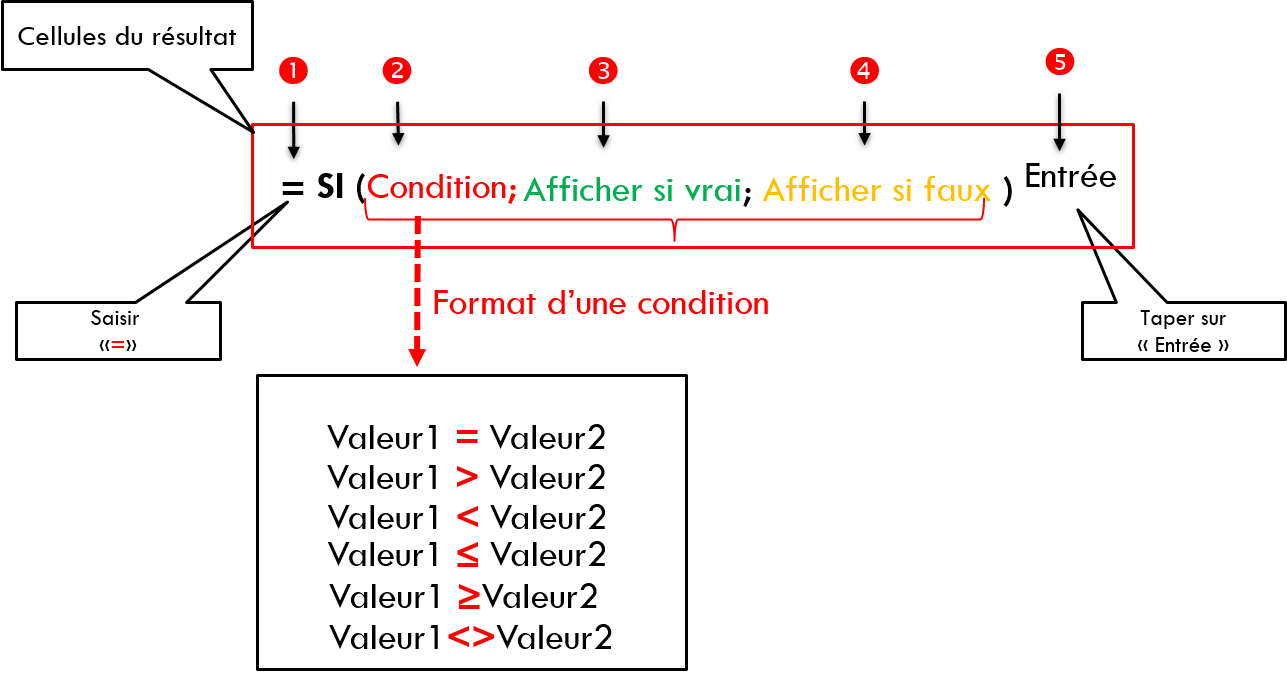 Cellules du résultat
❶ ❷ ❸ ❹ ❺
= SI (Condition; Afficher si vrai; Afficher si faux ) Entrée
Saisir
«=»
Format d’une condition
Taper sur
« Entrée »
Valeur1 = Valeur2
Valeur1 > Valeur2
Valeur1 < Valeur2
Valeur1 ≤ Valeur2
Valeur1 ≥Valeur2
Valeur1<>Valeur2